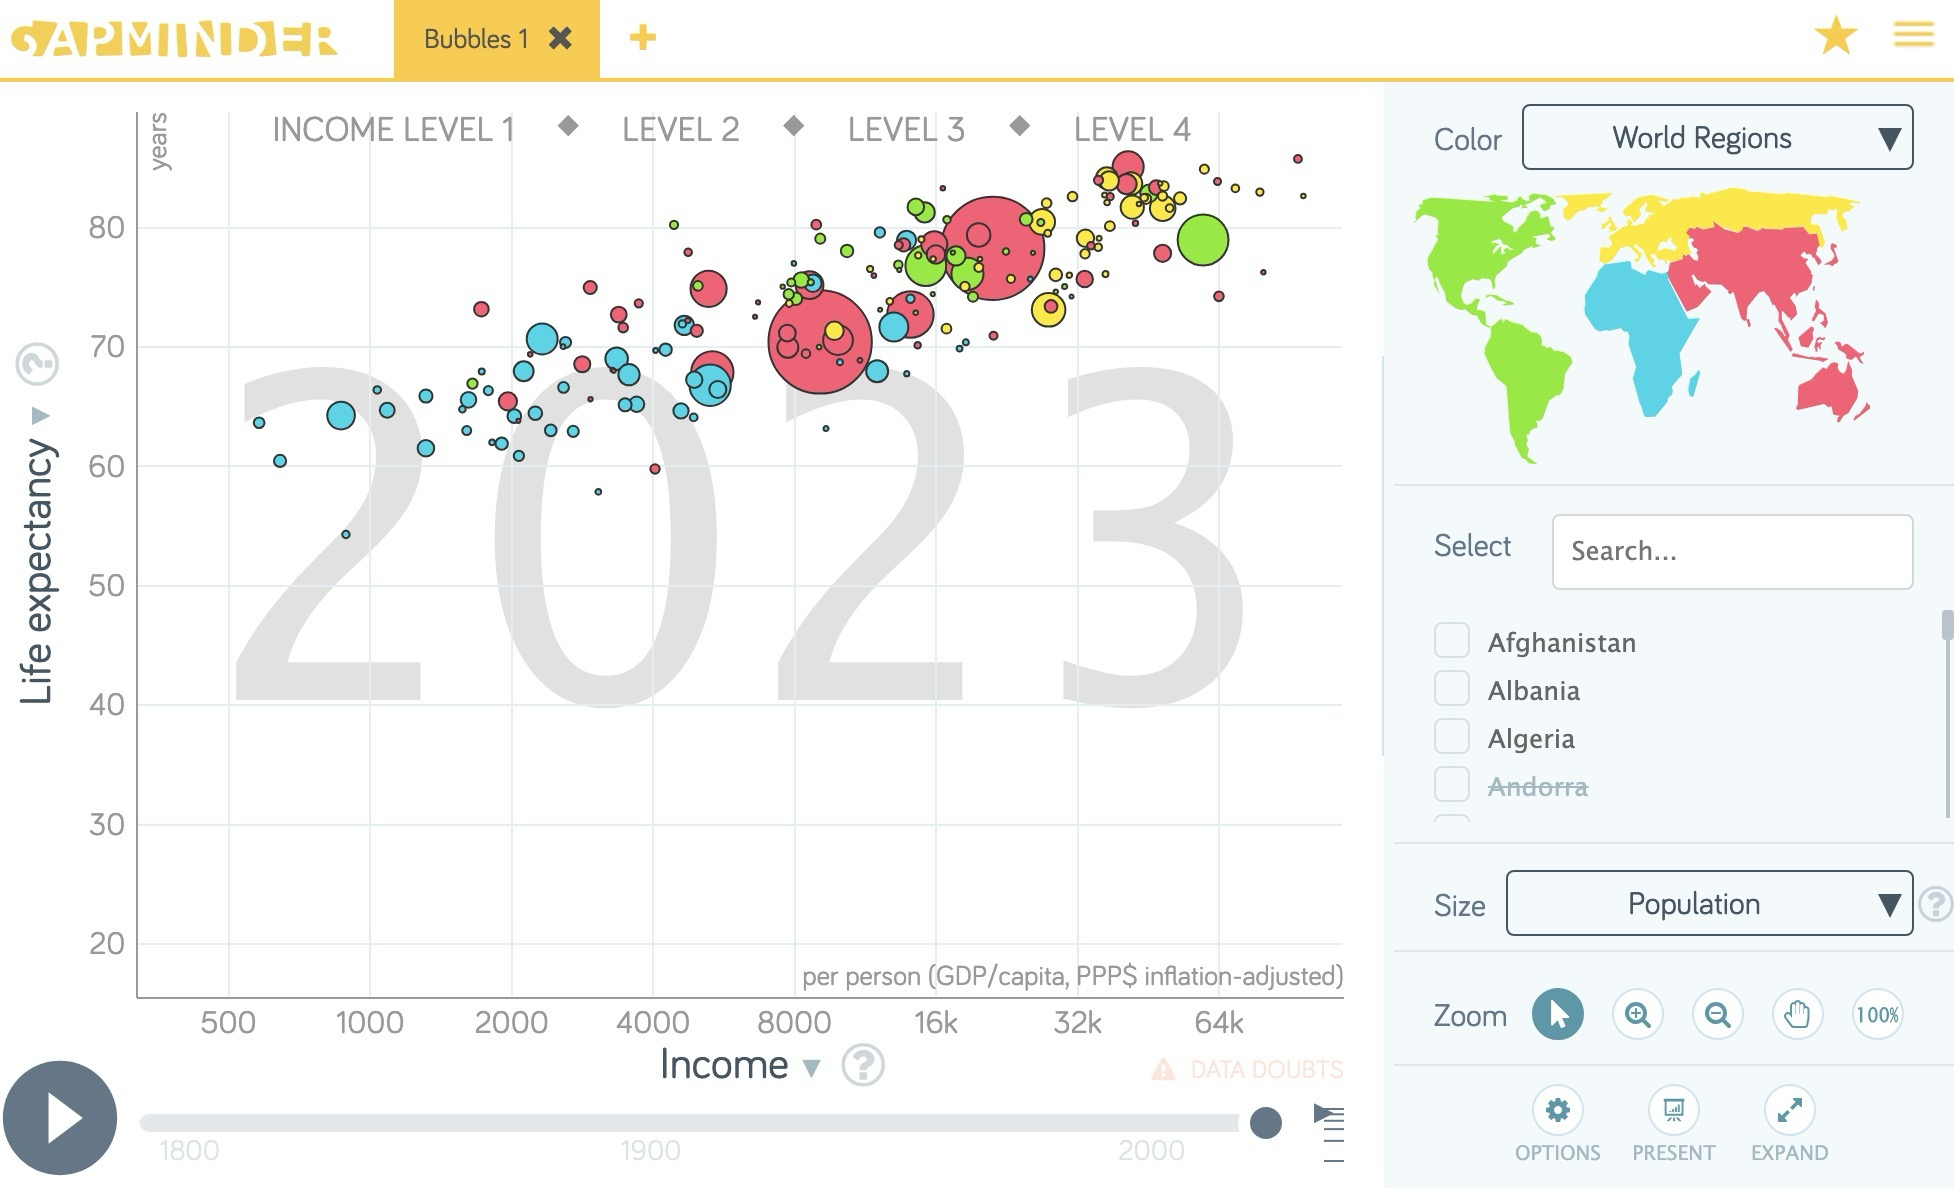 GAPMINDER
Bubbles 1
years
INCOME LEVEL 1 ◆ LEVEL 2 ◆ LEVEL 3 ◆ LEVEL 4
2023
80
70
60
50
40
30
20
Life expectancy
?
per person (GDP/capita, PPP$ inflation-adjusted)
500 1000 2000 4000 8000 16k 32k 64k
Income ?
DATA DOUBTS
1800 1900 2000
Color World Regions
Select Search...
Afghanistan
Albania
Algeria
Andorra
Size Population ?
Zoom 100%
OPTIONS PRESENT EXPAND